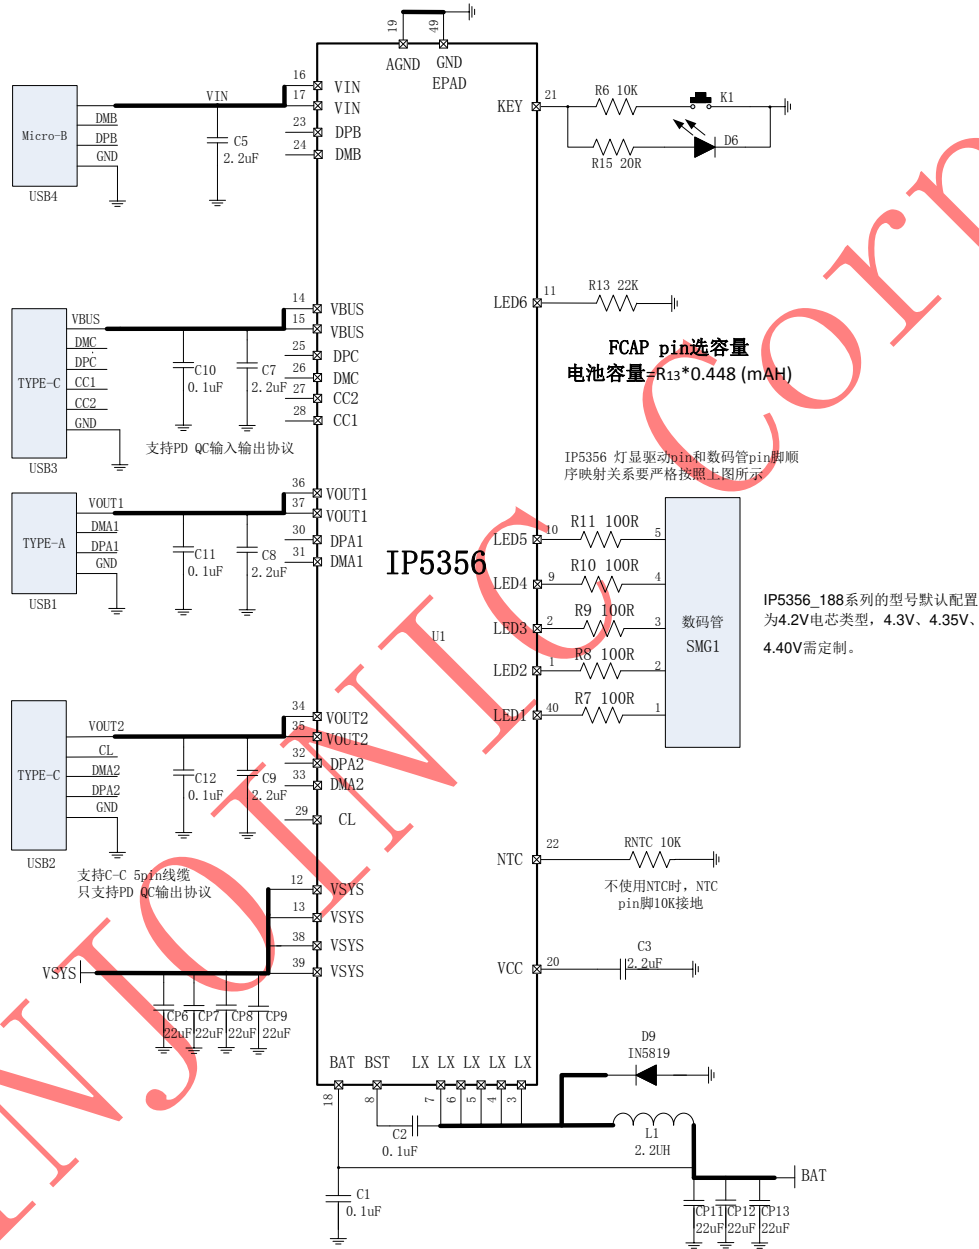 19
49
AGND
GND
EPAD
16
VIN
17
VIN
23
DPB
24
DMB
VIN
Micro-B
DMB
DPB
GND
USB4
C5
2.2uF
21
KEY
R6 10K
K1
R15 20R
D6
14
VBUS
15
VBUS
25
DPC
26
DMC
27
CC2
28
CC1
TYPE-C
VBUS
DMC
DPC
CC1
CC2
GND
USB3
C10
0.1uF
C7
2.2uF
支持PD QC输入输出协议
11
LED6
R13 22K
FCAP pin选容量
电池容量=R13*0.448 (mAH)
IP5356 灯显驱动pin和数码管pin脚顺
序映射关系要严格按照上图所示
TYPE-A
VOUT1
DMA1
DPA1
GND
USB1
C11
0.1uF
C8
2.2uF
36
VOUT1
37
VOUT1
30
DPA1
31
DMA1
IP5356
U1
LED5
10
R11 100R
5
LED4
9
R10 100R
4
LED3
2
R9 100R
3
LED2
1
R8 100R
2
LED1
40
R7 100R
1
数码管
SMG1
IP5356_188系列的型号默认配置
为4.2V电芯类型，4.3V、4.35V、
4.40V需定制。
TYPE-C
VOUT2
CL
DMA2
DPA2
GND
USB2
C12
0.1uF
C9
2.2uF
34
VOUT2
35
VOUT2
32
DPA2
33
DMA2
29
CL
支持C-C 5pin线缆
只支持PD QC输出协议
12
VSYS
13
VSYS
38
VSYS
39
VSYS
VSYS
CP6
22uF
CP7
22uF
CP8
22uF
CP9
22uF
NTC
22
RNTC 10K
不使用NTC时，NTC
pin脚10K接地
VCC
20
C3
2.2uF
BAT
BST
LX
LX
LX
LX
LX
18
8
7
6
5
4
3
D9
IN5819
C2
0.1uF
L1
2.2UH
BAT
C1
0.1uF
CP11
22uF
CP12
22uF
CP13
22uF
INJOINIC Corp